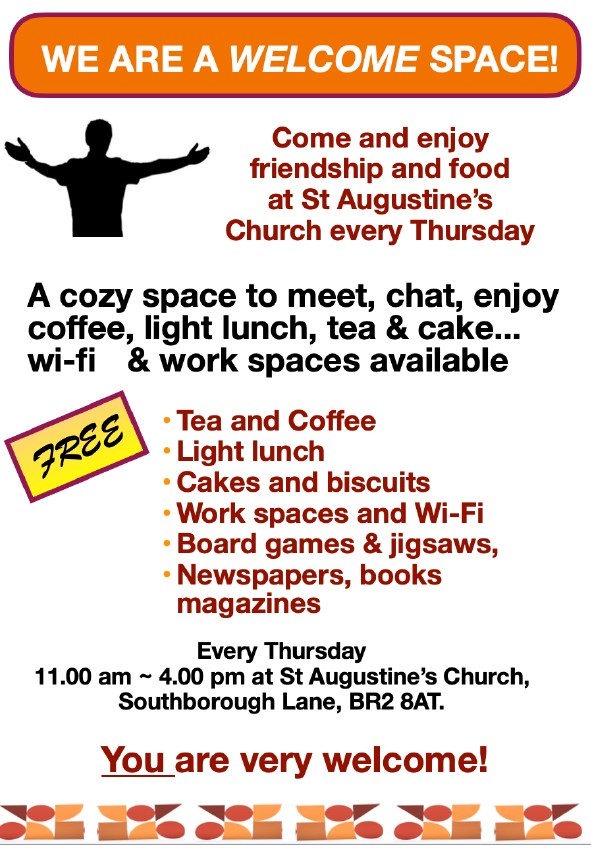 WE ARE A WELCOME SPACE!
Come and enjoy
friendship and food
at St Augustine’s
Church every Thursday
A cozy space to meet, chat, enjoy
coffee, light lunch, tea & cake...
wi-fi & work spaces available
FREE
• Tea and Coffee
• Light lunch
• Cakes and biscuits
• Work spaces and Wi-Fi
• Board games & jigsaws,
• Newspapers, books
magazines
Every Thursday
11.00 am ~ 4.00 pm at St Augustine’s Church,
Southborough Lane, BR2 8AT.
You are very welcome!